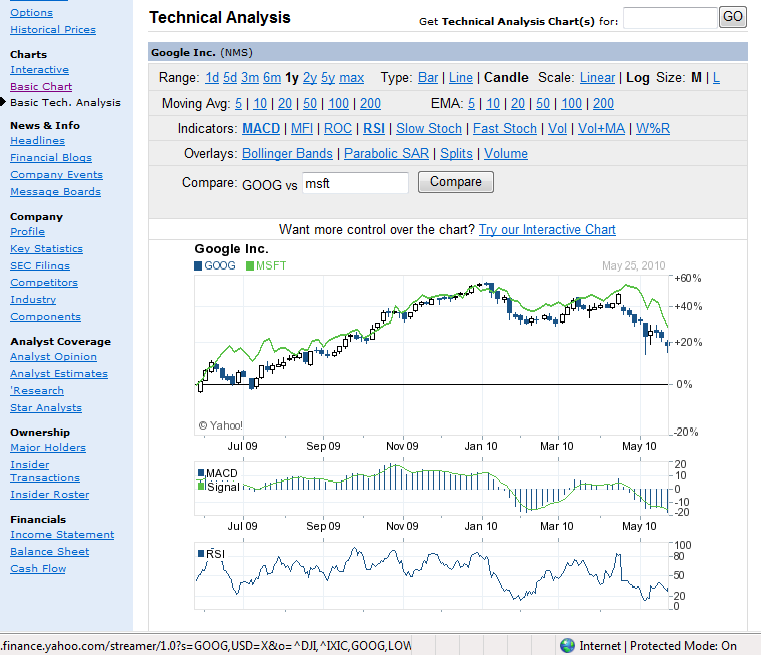 Options
Historical Prices
Charts
Interactive
Basic Chart
Basic Tech. Analysis
News & Info
Headlines
Financial Blogs
Company Events
Message Boards
Company
Profile
Key Statistics
SEC Filings
Competitors
Industry
Components
Analyst Coverage
Analyst Opinion
Analyst Estimates
'Research
Star Analysts
Ownership
Major Holders
Insider
Transactions
Insider Roster
Financials
Income Statement
Balance Sheet
Cash Flow
Technical Analysis
Get Technical Analysis Chart(s) for: GO
Google Inc. (NMS)
Range: 1d 5d 3m 6m 1y 2y 5y max Type: Bar | Line | Candle Scale: Linear | Log Size: M | L
Moving Avg: 5 | 10 | 20 | 50 | 100 | 200 EMA: 5 | 10 | 20 | 50 | 100 | 200
Indicators: MACD | MFI | ROC | RSI | Slow Stoch | Fast Stoch | Vol | Vol+MA | W%R
Overlays: Bollinger Bands | Parabolic SAR | Splits | Volume
Compare: GOOG vs msft Compare
Want more control over the chart? Try our Interactive Chart
Google Inc.
GOOG MSFT May 25, 2010
+60%
+40%
+20%
0%
-20%
© Yahoo!
Jul 09 Sep 09 Nov 09 Jan 10 Mar 10 May 10
MACD
Signal
20
10
0
-10
-20
Jul 09 Sep 09 Nov 09 Jan 10 Mar 10 May 10
RSI
100
80
50
20
0
.finance.yahoo.com/streamer/1.0?s=GOOG,USD=X&o=^DJI,^IXIC,GOOG,LOW Internet | Protected Mode: On